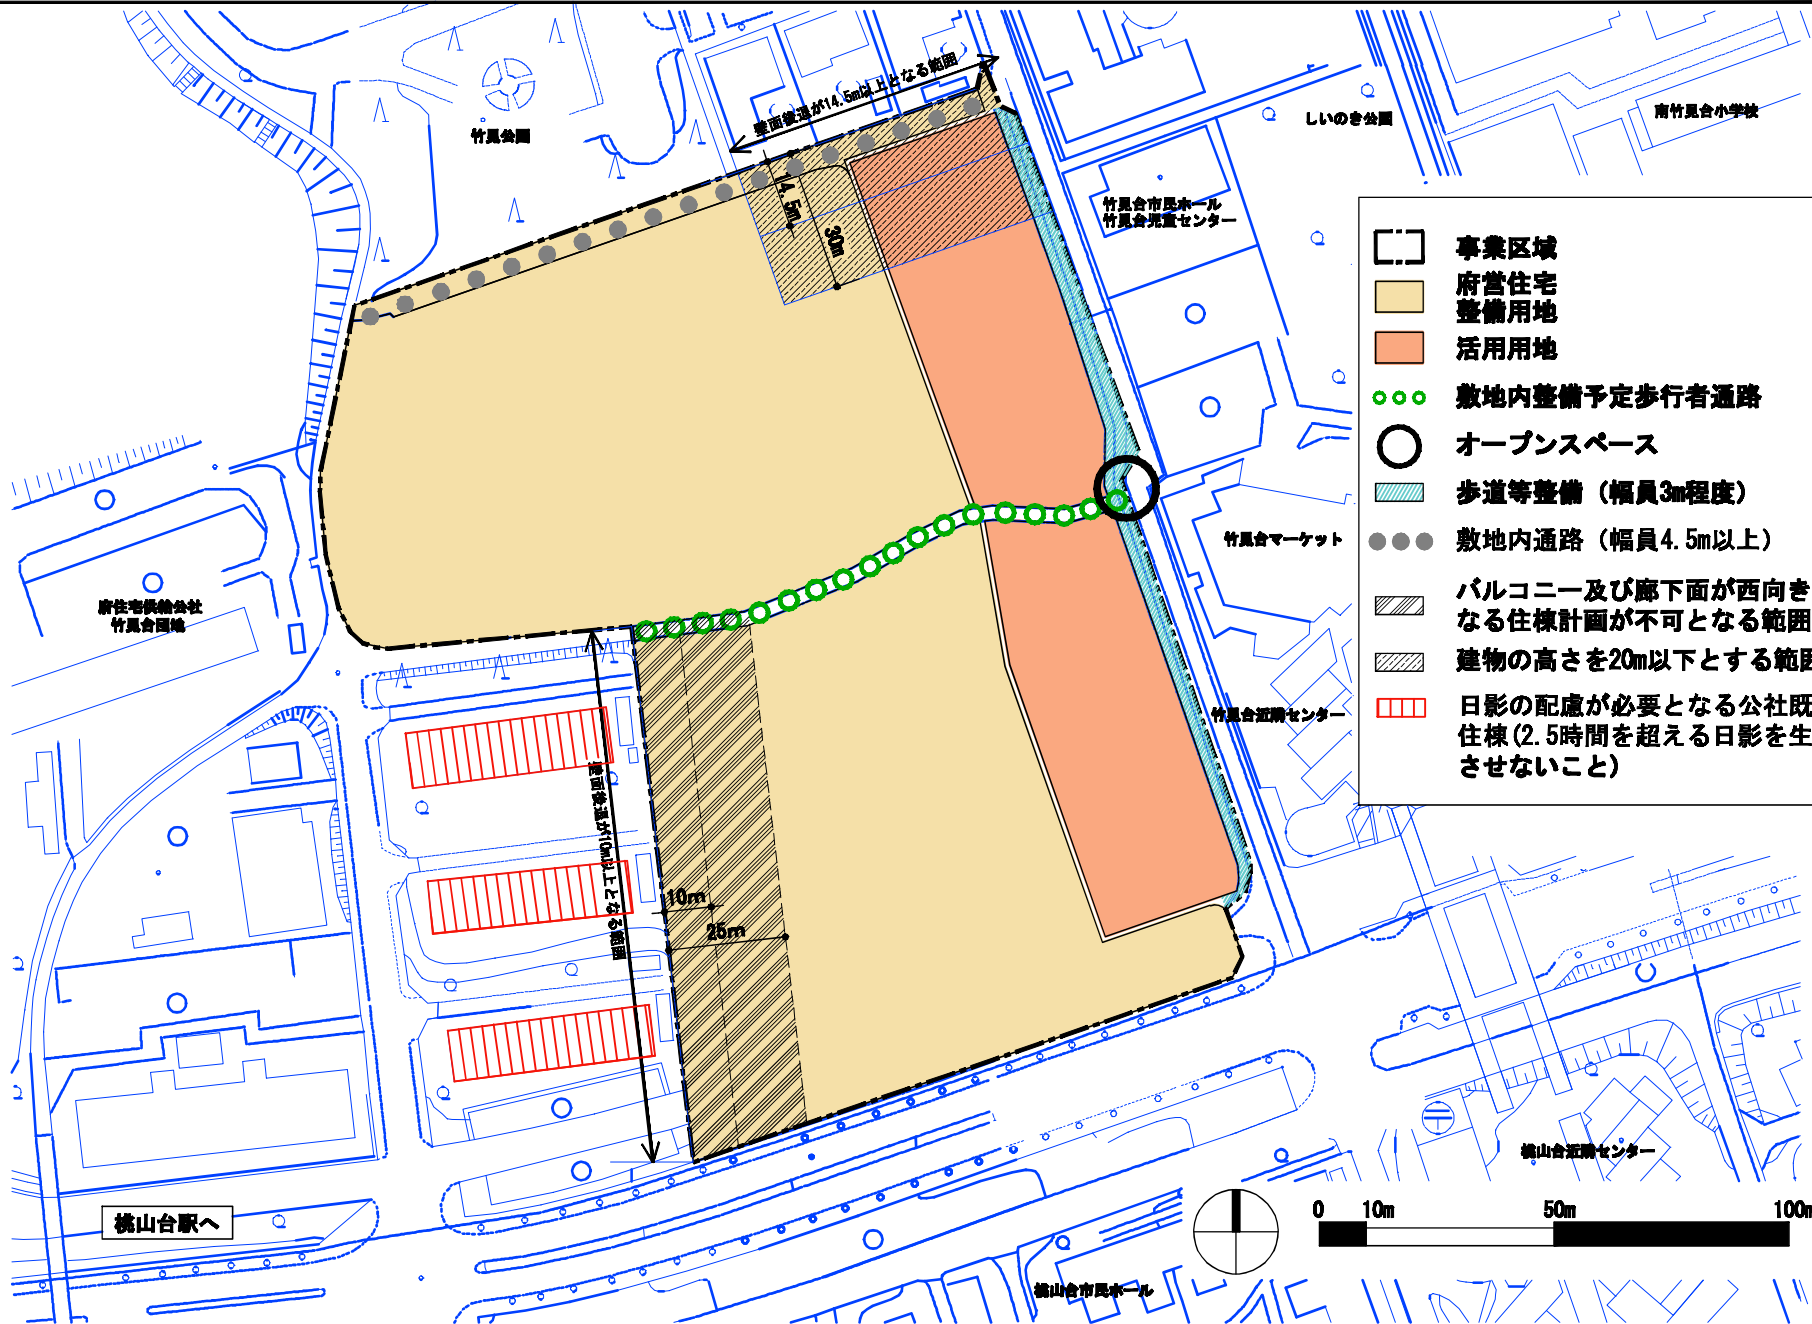 竹見公園
壁面後退が14.5m以上となる範囲
14.5m
30m
しいのき公園
南竹見台小学校
竹見台市民ホール
竹見台児童センター
竹見台マーケット
竹見台近隣センター
府住宅供給公社
竹見台団地
壁面後退が10m以上となる範囲
10m
25m
桃山台駅へ
桃山台近隣センター
桃山台市民ホール
事業区域
府営住宅
整備用地
活用用地
敷地内整備予定歩行者通路
オープンスペース
歩道等整備（幅員3m程度）
敷地内通路（幅員4.5m以上）
バルコニー及び廊下面が西向き
なる住棟計画が不可となる範囲
建物の高さを20m以下とする範囲
日影の配慮が必要となる公社既
住棟(2.5時間を超える日影を生
させないこと)
0 10m 50m 100m